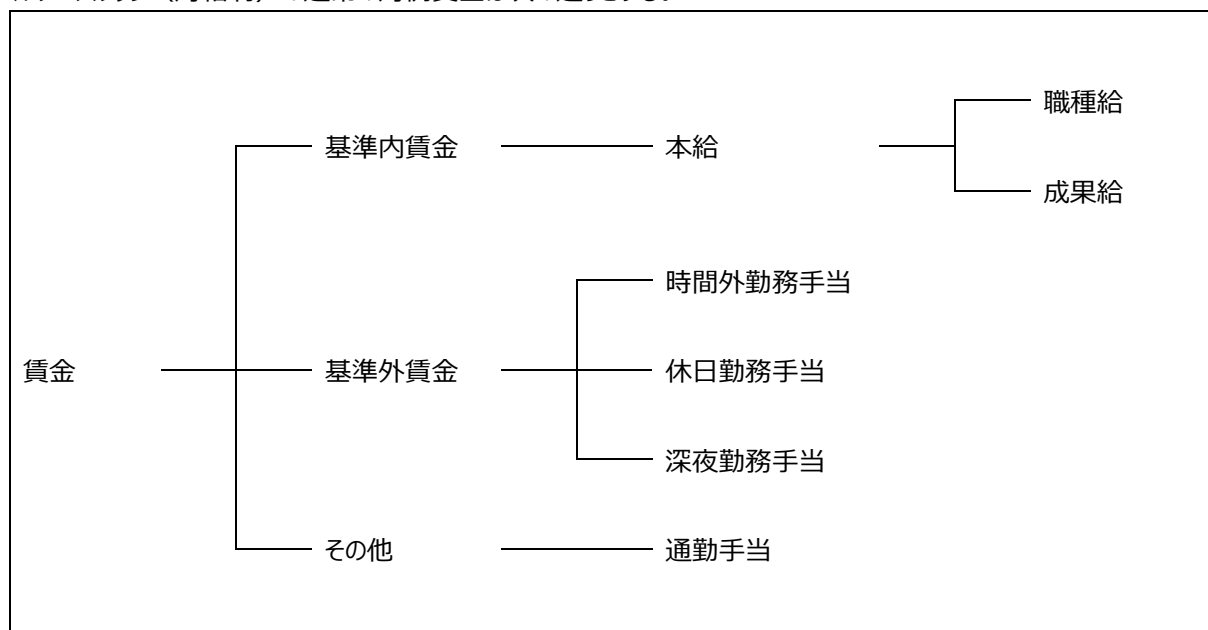 職種給
基準内賃金 本給
成果給
時間外勤務手当
賃金 基準外賃金 休日勤務手当
深夜勤務手当
その他 通勤手当